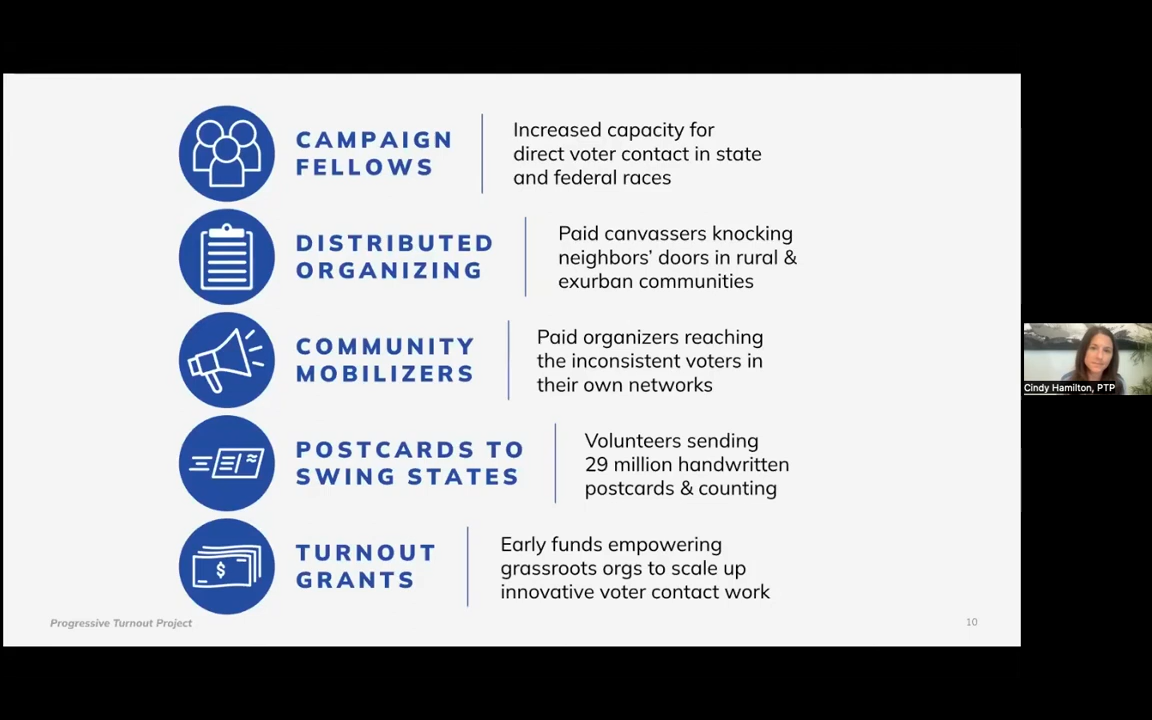 CAMPAIGN
FELLOWS
Increased capacity for
direct voter contact in state
and federal races
DISTRIBUTED
ORGANIZING
Paid canvassers knocking
neighbors’ doors in rural &
exurban communities
COMMUNITY
MOBILIZERS
Paid organizers reaching
the inconsistent voters in
their own networks
POSTCARDS TO
SWING STATES
Volunteers sending
29 million handwritten
postcards & counting
$
TURNOUT
GRANTS
Early funds empowering
grassroots orgs to scale up
innovative voter contact work
Progressive Turnout Project
10
Cindy Hamilton, PTP